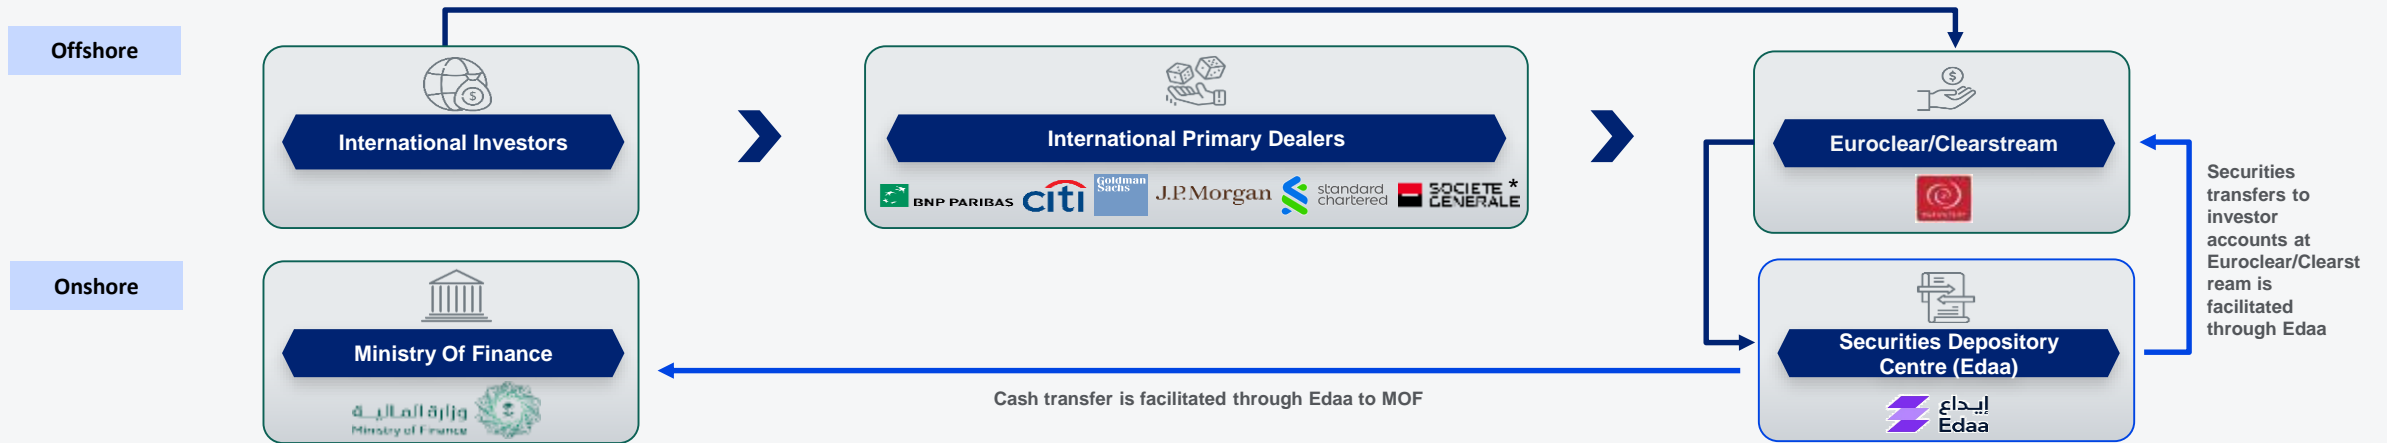 Offshore
International Investors
International Primary Dealers
BNP PARIBAS
citi
Goldman
Sachs
J.P.Morgan
standard
chartered
SOCIETE *
GENERALE
Euroclear/Clearstream
Securities
transfers to
investor
accounts at
Euroclear/Clearst
ream is
facilitated
through Edaa
Onshore
Ministry Of Finance
وزارة المالية
Ministry of Finance
Cash transfer is facilitated through Edaa to MOF
Securities Depository
Centre (Edaa)
إيداع
Edaa